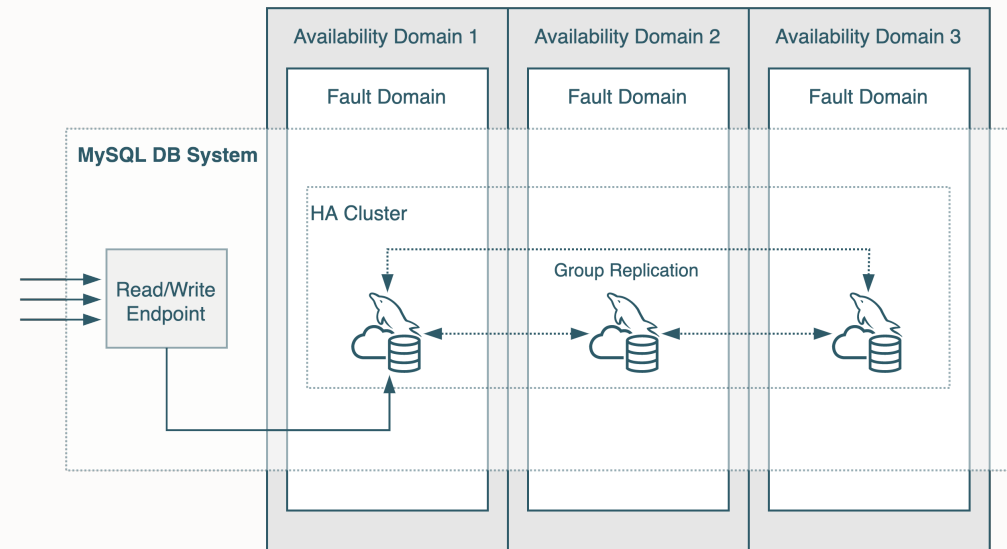 Availability Domain 1
Availability Domain 2
Availability Domain 3
Fault Domain
Fault Domain
Fault Domain
MySQL DB System
HA Cluster
Group Replication
Read/Write
Endpoint